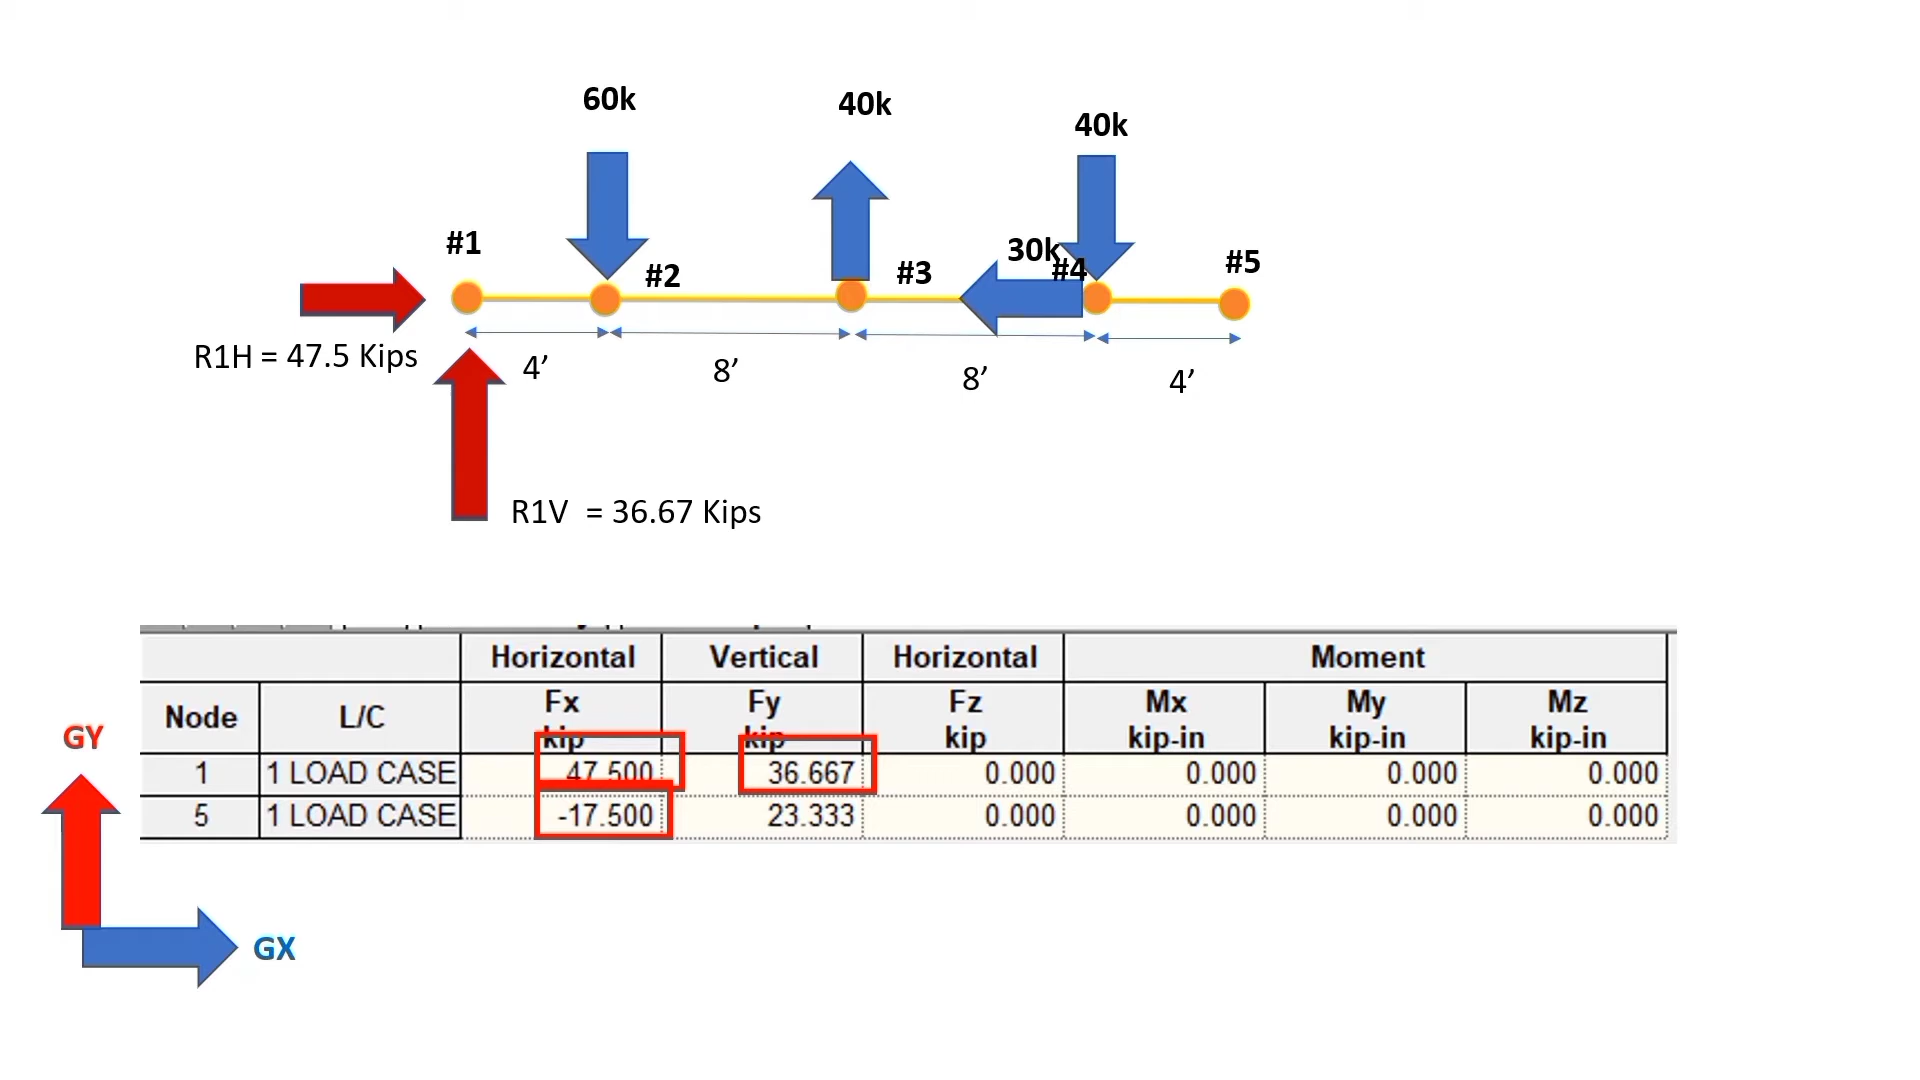 60k
40k
40k
#1
30k
#2
#3
#4
#5
R1H = 47.5 Kips
4’
8’
8’
4’
R1V = 36.67 Kips
Horizontal Vertical Horizontal Moment
Node L/C Fx kip Fy kip Fz kip Mx kip-in My kip-in Mz kip-in
1 1 LOAD CASE 47.500 36.667 0.000 0.000 0.000 0.000
5 1 LOAD CASE -17.500 23.333 0.000 0.000 0.000 0.000
GY
GX